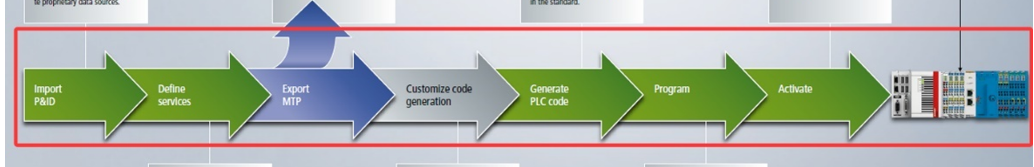 te proprietary data sources.
in the standard.
Import
P&ID
Define
services
Export
MTP
Customize code
generation
Generate
PLC code
Program
Activate